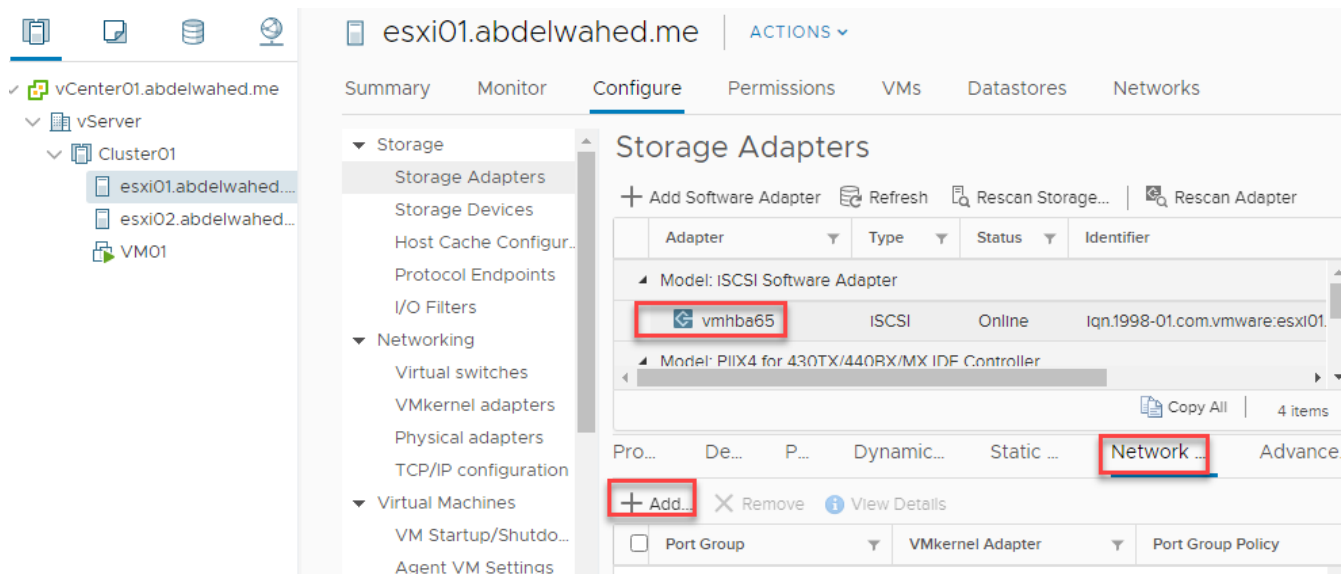 esxi01.abdelwahed.me
ACTIONS
vCenter01.abdelwahed.me
vServer
Cluster01
esxi01.abdelwahed....
esxi02.abdelwahed...
VM01
Summary Monitor Configure Permissions VMs Datastores Networks
Storage
Storage Adapters
Storage Devices
Host Cache Configur..
Protocol Endpoints
I/O Filters
Networking
Virtual switches
VMkernel adapters
Physical adapters
TCP/IP configuration
Virtual Machines
VM Startup/Shutdo...
Agent VM Settings
Storage Adapters
Add Software Adapter Refresh Rescan Storage... Rescan Adapter
Adapter Type Status Identifier
Model: iSCSI Software Adapter
vmhba65 iSCSI Online iqn.1998-01.com.vmware:esxi01.
Model: PIIX4 for 430TX/440BX/MX IDE Controller
Copy All 4 items
Pro... De... P... Dynamic... Static ... Network ... Advance.
Add... Remove View Details
Port Group VMkernel Adapter Port Group Policy